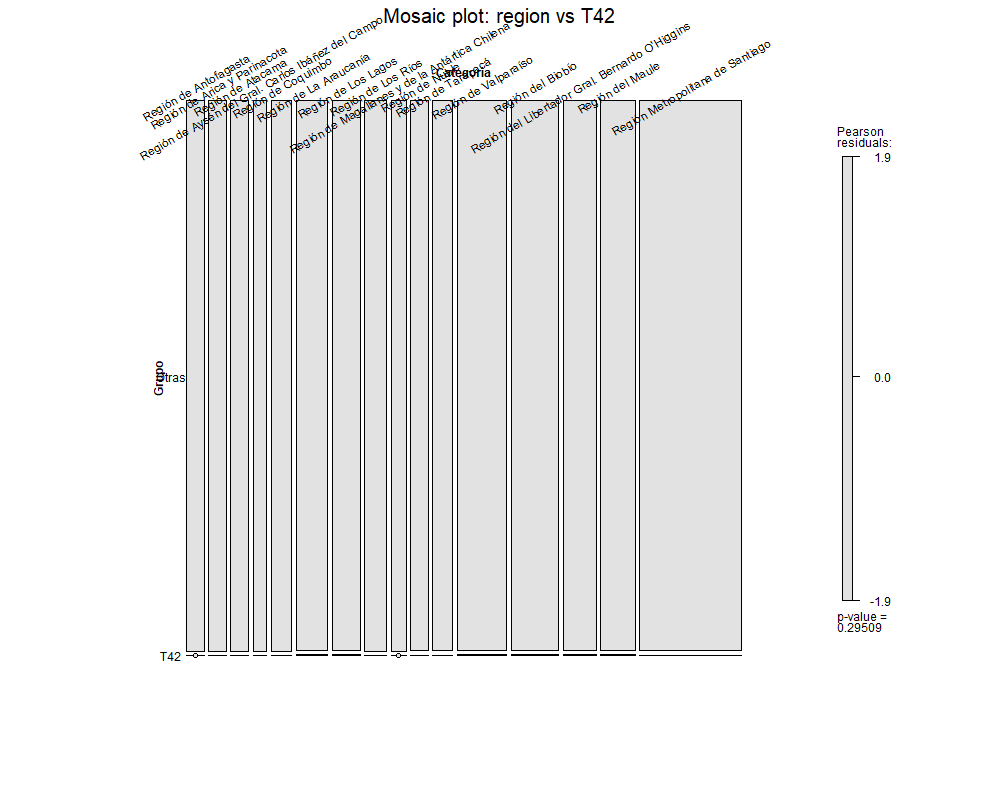 Mosaic plot: region vs T42
Categoria
Región de Antofagasta
Región de Arica y Parinacota
Región de Atacama
Región de Aysén del Gral. Carlos Ibáñez del Campo
Región de Coquimbo
Región de La Araucanía
Región de Los Lagos
Región de Los Ríos
Región de Magallanes y de la Antártica Chilena
Región de Ñuble
Región de Tarapacá
Región de Valparaíso
Región del Biobío
Región del Libertador Gral. Bernardo O'Higgins
Región del Maule
Región Metropolitana de Santiago
Grupo
Otras
T42
Pearson
residuals:
1.9
0.0
-1.9
p-value =
0.29509